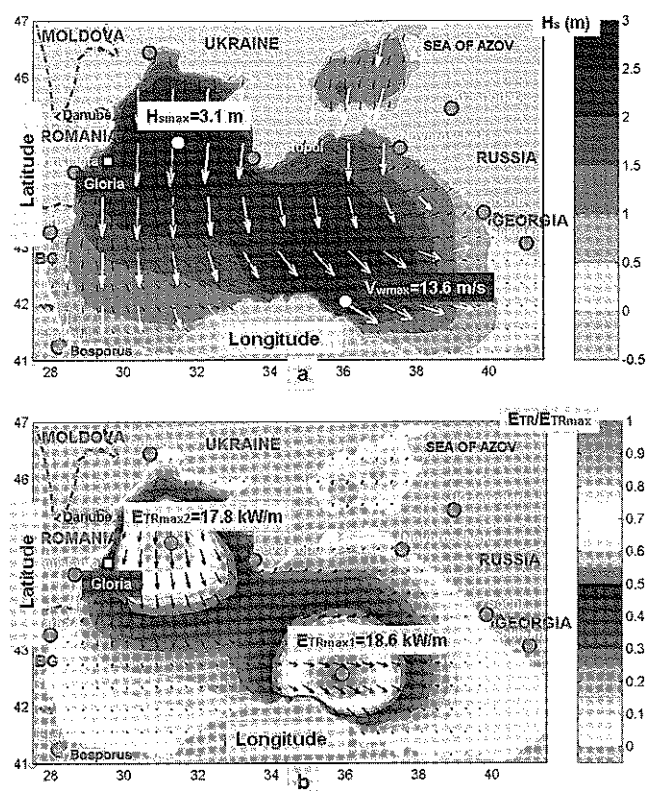 47 MOLDOVA UKRAINE Hs (m) 3
SEA OF AZOV
46 2.5
Danube Hsmax=3.1 m 2
ROMANIA
RUSSIA
Gloria 1.5
Latitude
GEORGIA 1
43
BG 0.5
Vwmax=13.6 m/s
42 0
Longitude
Bosporus
41 -0.5
28 30 32 34 36 38 40
a
47 MOLDOVA UKRAINE ETR/ETRmax 1
SEA OF AZOV 0.9
46 0.8
Danube ETRmax2=17.8 kW/m
ROMANIA 0.7
RUSSIA 0.6
Gloria 0.5
Latitude
GEORGIA 0.4
ETRmax1=18.6 kW/m
43 0.3
BG
0.2
42
Longitude 0.1
Bosporus 0
41
28 30 32 34 36 38 40
b